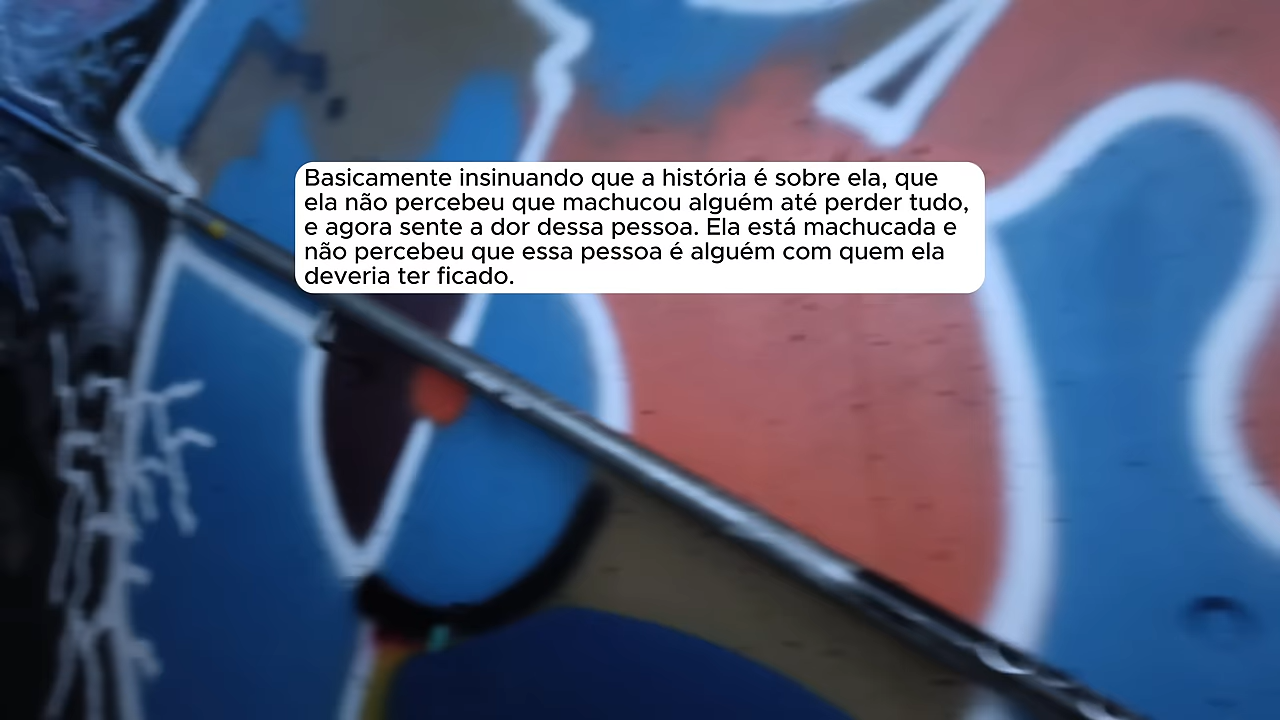 Basicamente insinuando que a história é sobre ela, que
ela não percebeu que machucou alguém até perder tudo,
e agora sente a dor dessa pessoa. Ela está machucada e
não percebeu que essa pessoa é alguém com quem ela
deveria ter ficado.